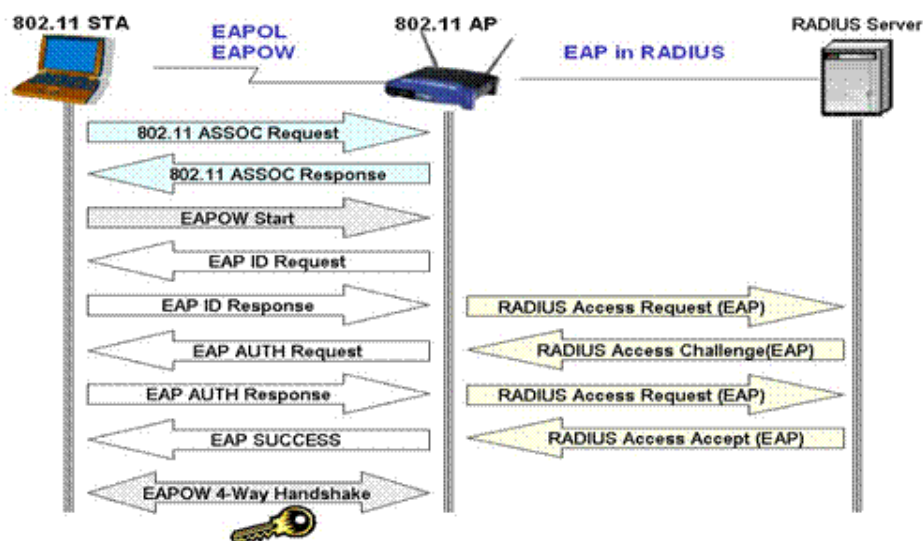 802.11 STA
EAPOL
EAPOW
802.11 AP
EAP in RADIUS
RADIUS Server
802.11 ASSOC Request
802.11 ASSOC Response
EAPOW Start
EAP ID Request
EAP ID Response
RADIUS Access Request (EAP)
EAP AUTH Request
RADIUS Access Challenge(EAP)
EAP AUTH Response
RADIUS Access Request (EAP)
EAP SUCCESS
RADIUS Access Accept (EAP)
EAPOW 4-Way Handshake